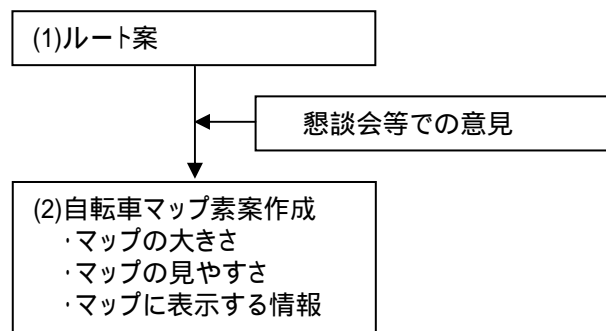 (1)ルート案
懇談会等での意見
(2)自転車マップ素案作成
・マップの大きさ
・マップの見やすさ
・マップに表示する情報